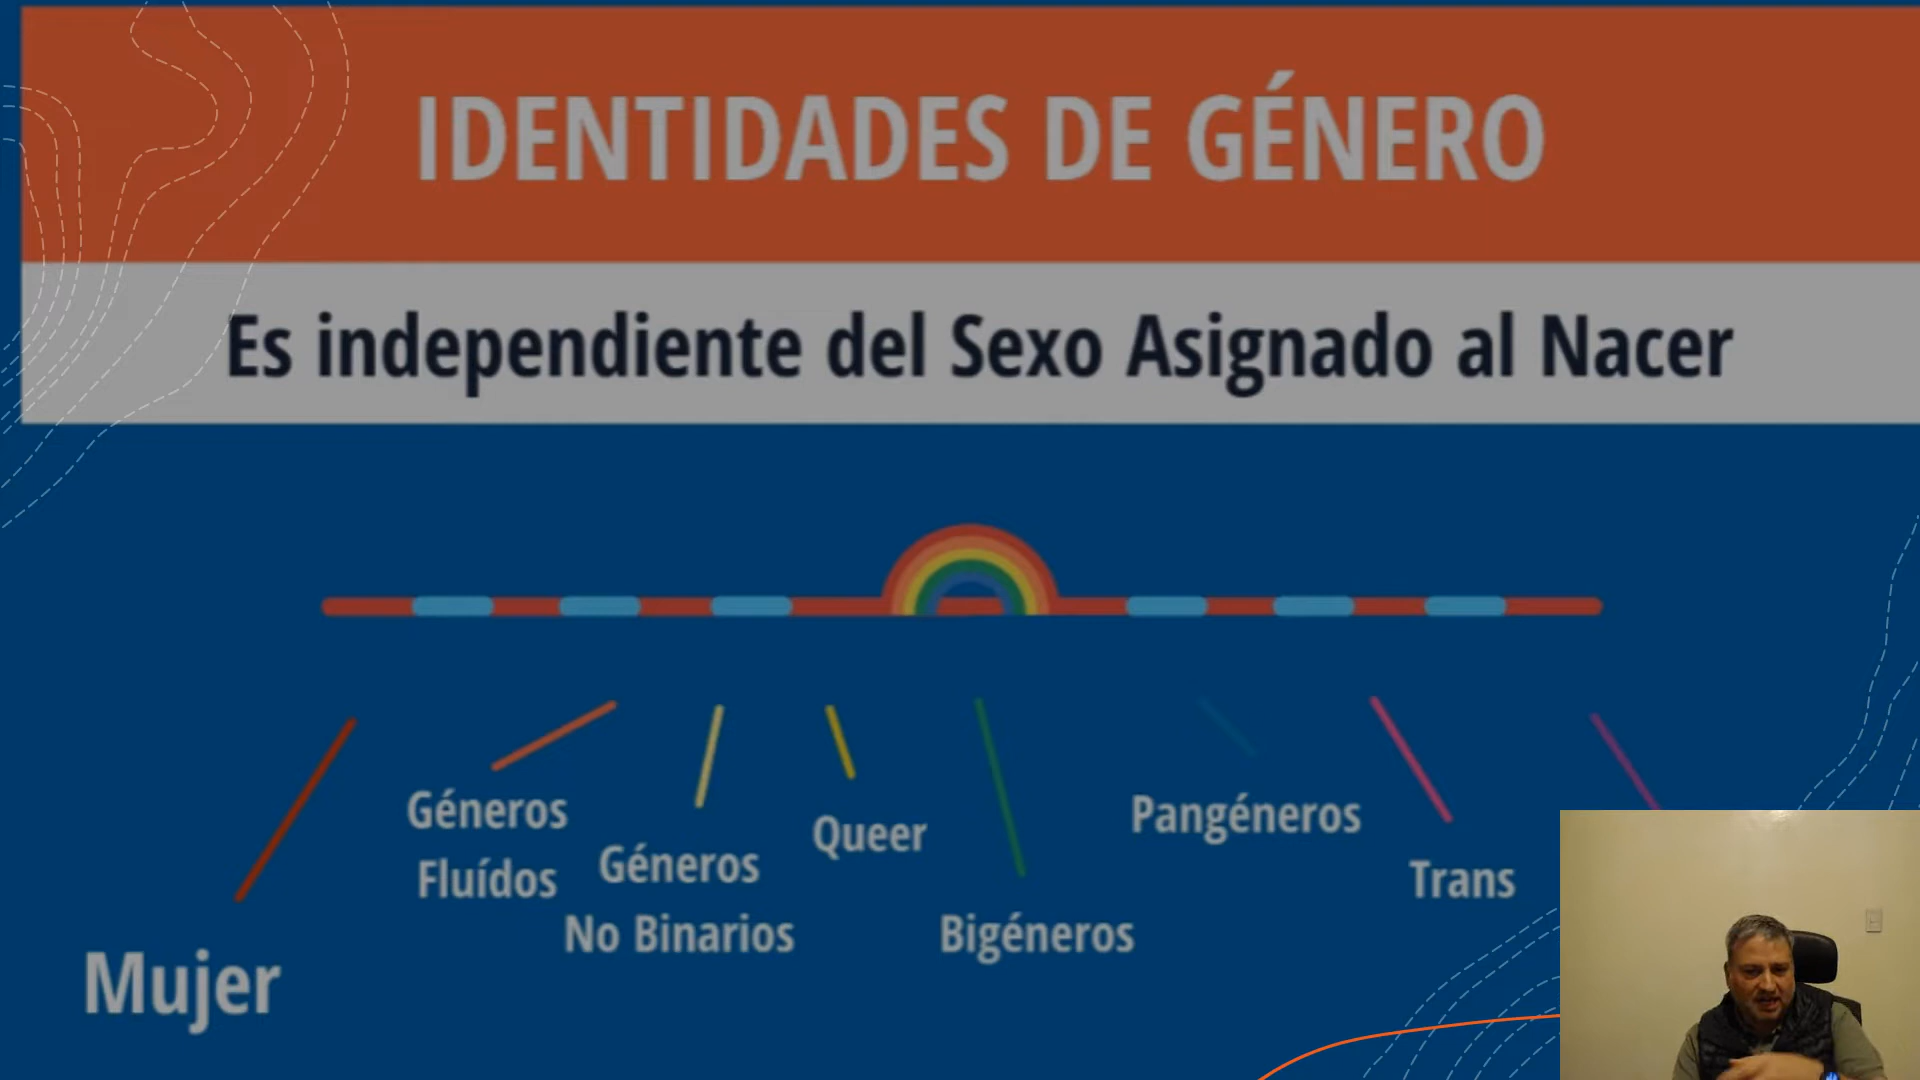 IDENTIDADES DE GÉNERO
Es independiente del Sexo Asignado al Nacer
Géneros
Fluídos
Géneros
No Binarios
Queer
Bigéneros
Pangéneros
Trans
Mujer